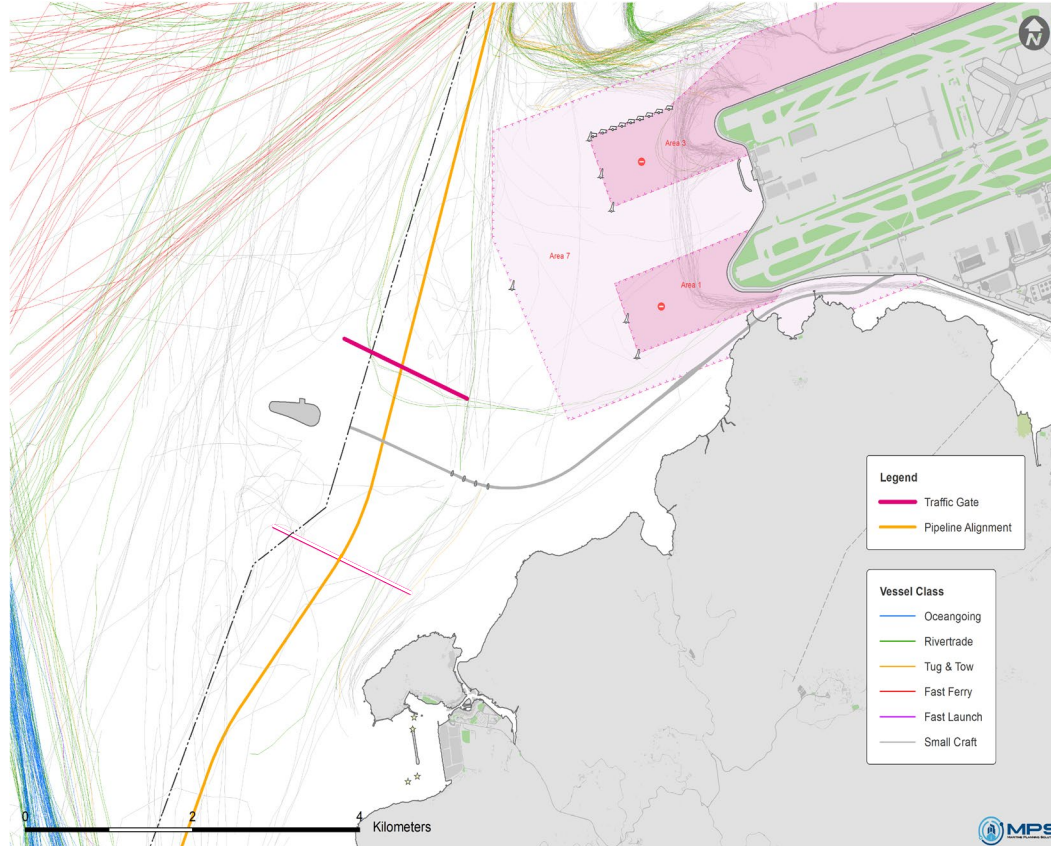 N
Area 3
Area 7
Area 1
Legend
Traffic Gate
Pipeline Alignment
Vessel Class
Oceangoing
Rivertrade
Tug & Tow
Fast Ferry
Fast Launch
Small Craft
0 2 4
Kilometers
MPS